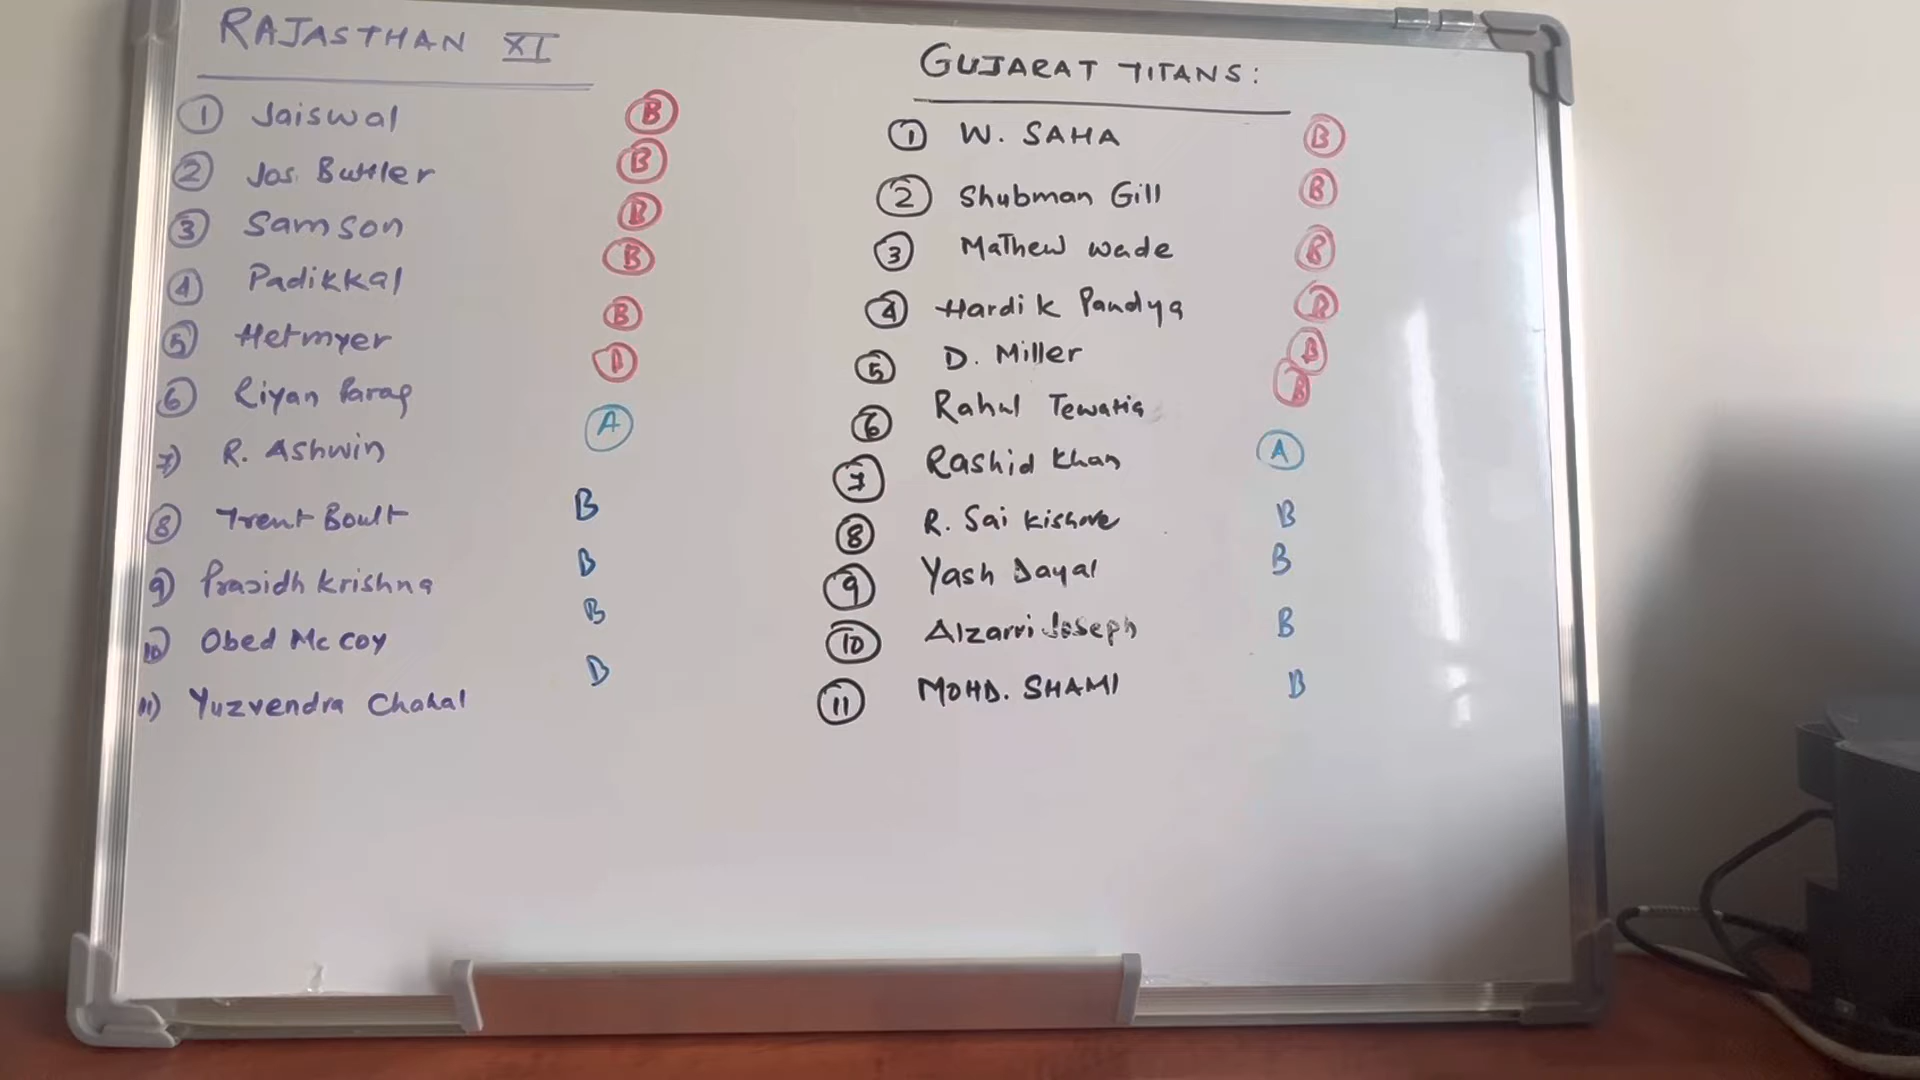 RAJASTHAN XI
① Jaiswal B
② Jos Buttler B
③ Samson B
④ Padikkal B
⑤ Hetmyer B
⑥ Riyan Parag B
7) R. Ashwin A
⑧ Trent Boult B
9) Prasidh Krishna B
10) Obed Mc coy B
11) Yuzvendra Chahal B
GUJARAT TITANS:
① W. SAHA B
② Shubman Gill B
③ Mathew wade B
④ Hardik Pandya B
⑤ D. Miller B
⑥ Rahul Tewatia B
⑦ Rashid Khan A
⑧ R. Sai Kishore B
⑨ Yash Dayal B
⑩ Alzarri Joseph B
⑪ MOHD. SHAMI B